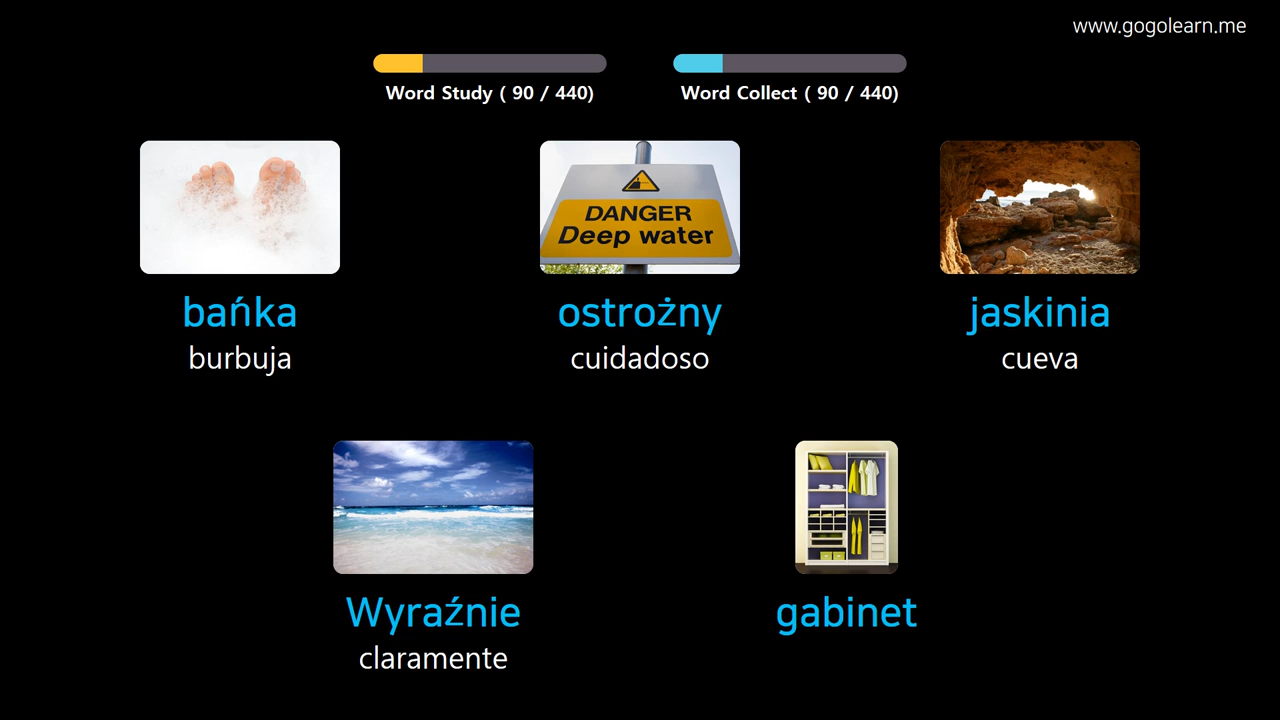 www.gogolearn.me
Word Study ( 90 / 440)
Word Collect ( 90 / 440)
DANGER
Deep water
bańka
burbuja
ostrożny
cuidadoso
jaskinia
cueva
Wyraźnie
claramente
gabinet